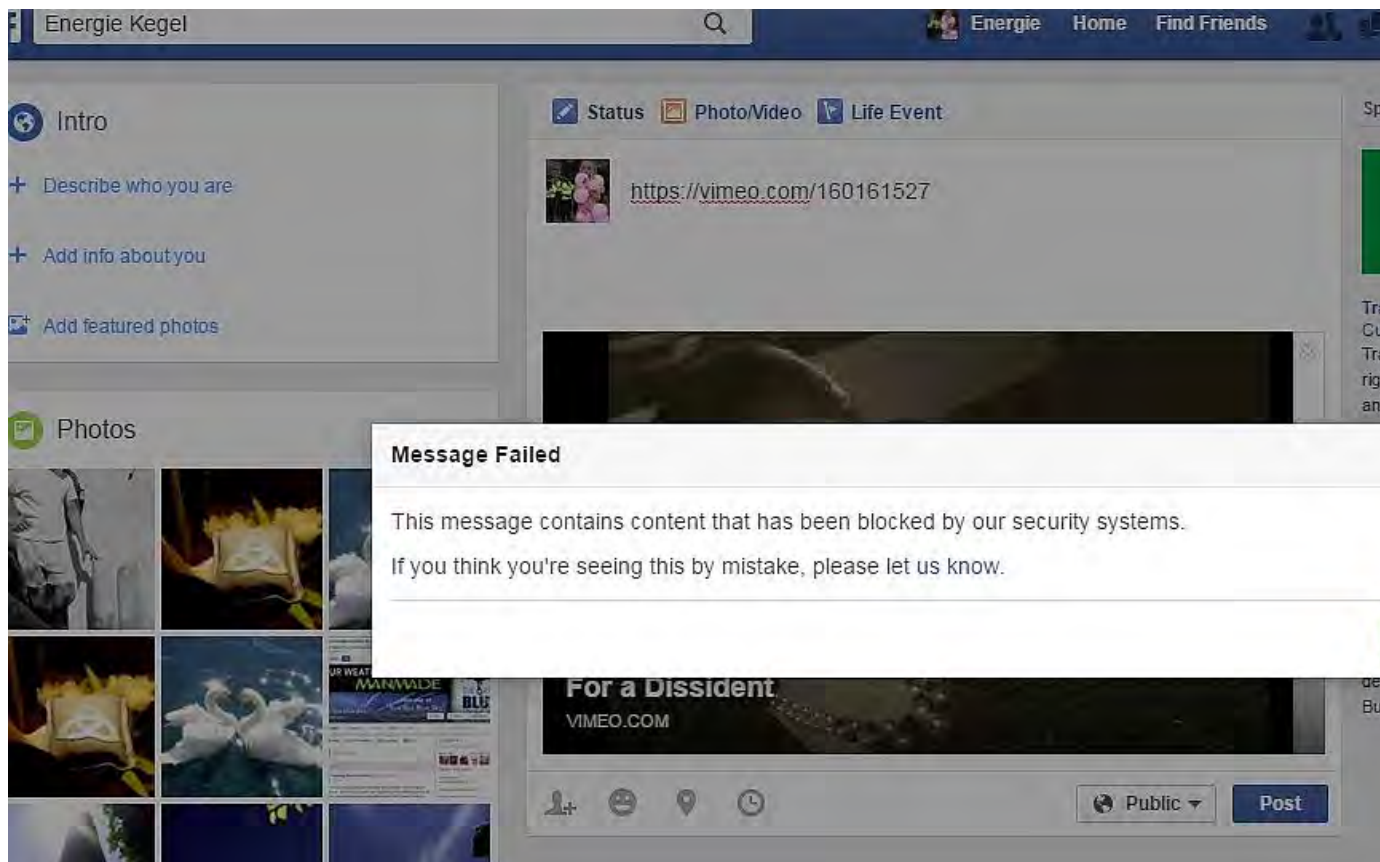 Energie Kegel
Energie Home Find Friends
Intro
Describe who you are
Add info about you
Add featured photos
Photos
Status Photo/Video Life Event
https://vimeo.com/160161527
Message Failed
This message contains content that has been blocked by our security systems.
If you think you're seeing this by mistake, please let us know.
MANMADE
For a Dissident
VIMEO.COM
Public
Post